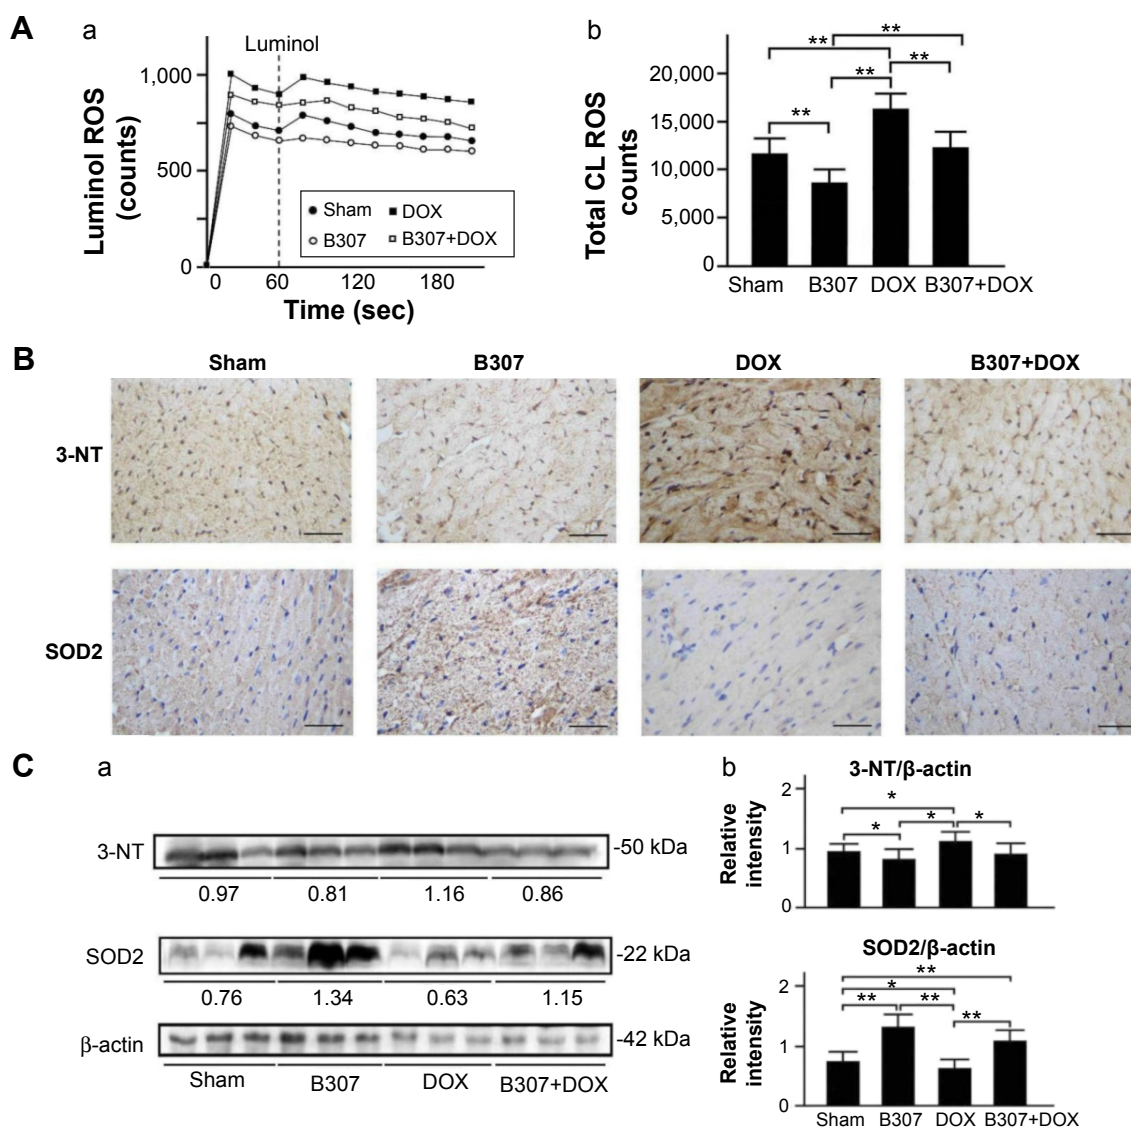 A a b
Luminol
Luminol ROS
(counts)
1,000
500
0
Sham DOX
B307 B307+DOX
0 60 120 180
Time (sec)
Total CL ROS
counts
20,000
15,000
10,000
5,000
0
** ** ** ** **
Sham B307 DOX B307+DOX
B
Sham B307 DOX B307+DOX
3-NT
SOD2
C a b
3-NT
-50 kDa
0.97 0.81 1.16 0.86
SOD2
-22 kDa
0.76 1.34 0.63 1.15
β-actin
-42 kDa
Sham B307 DOX B307+DOX
3-NT/β-actin
Relative
intensity
2
1
0
* * * *
SOD2/β-actin
Relative
intensity
2
1
0
**
*
** **
**
Sham B307 DOX B307+DOX